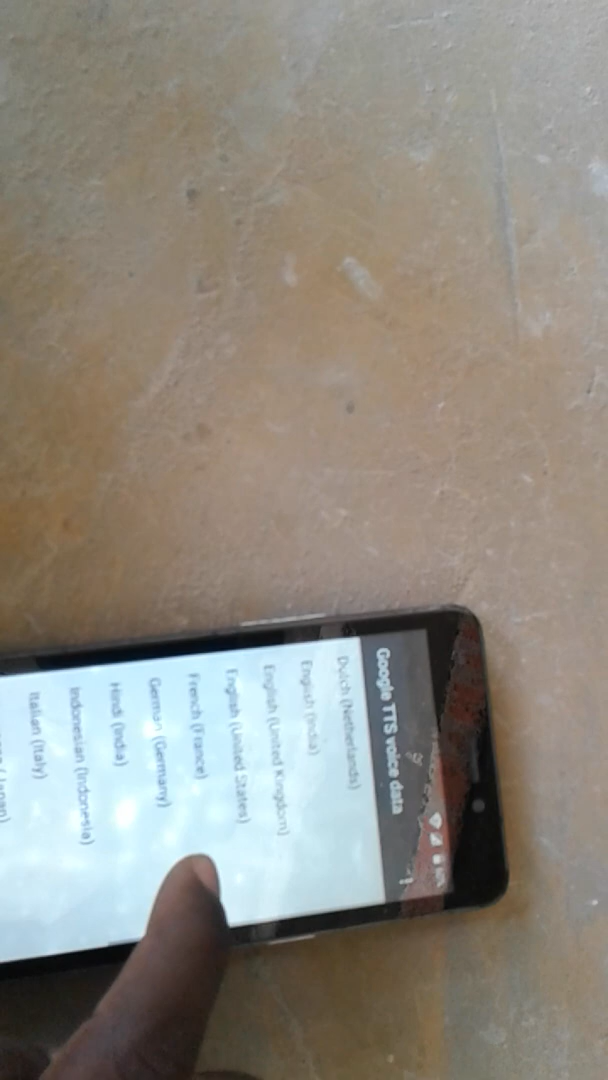 Google TTS voice data
Dutch (Netherlands)
English (India)
English (United Kingdom)
English (United States)
French (France)
German (Germany)
Hindi (India)
Indonesian (Indonesia)
Italian (Italy)
(Japan)